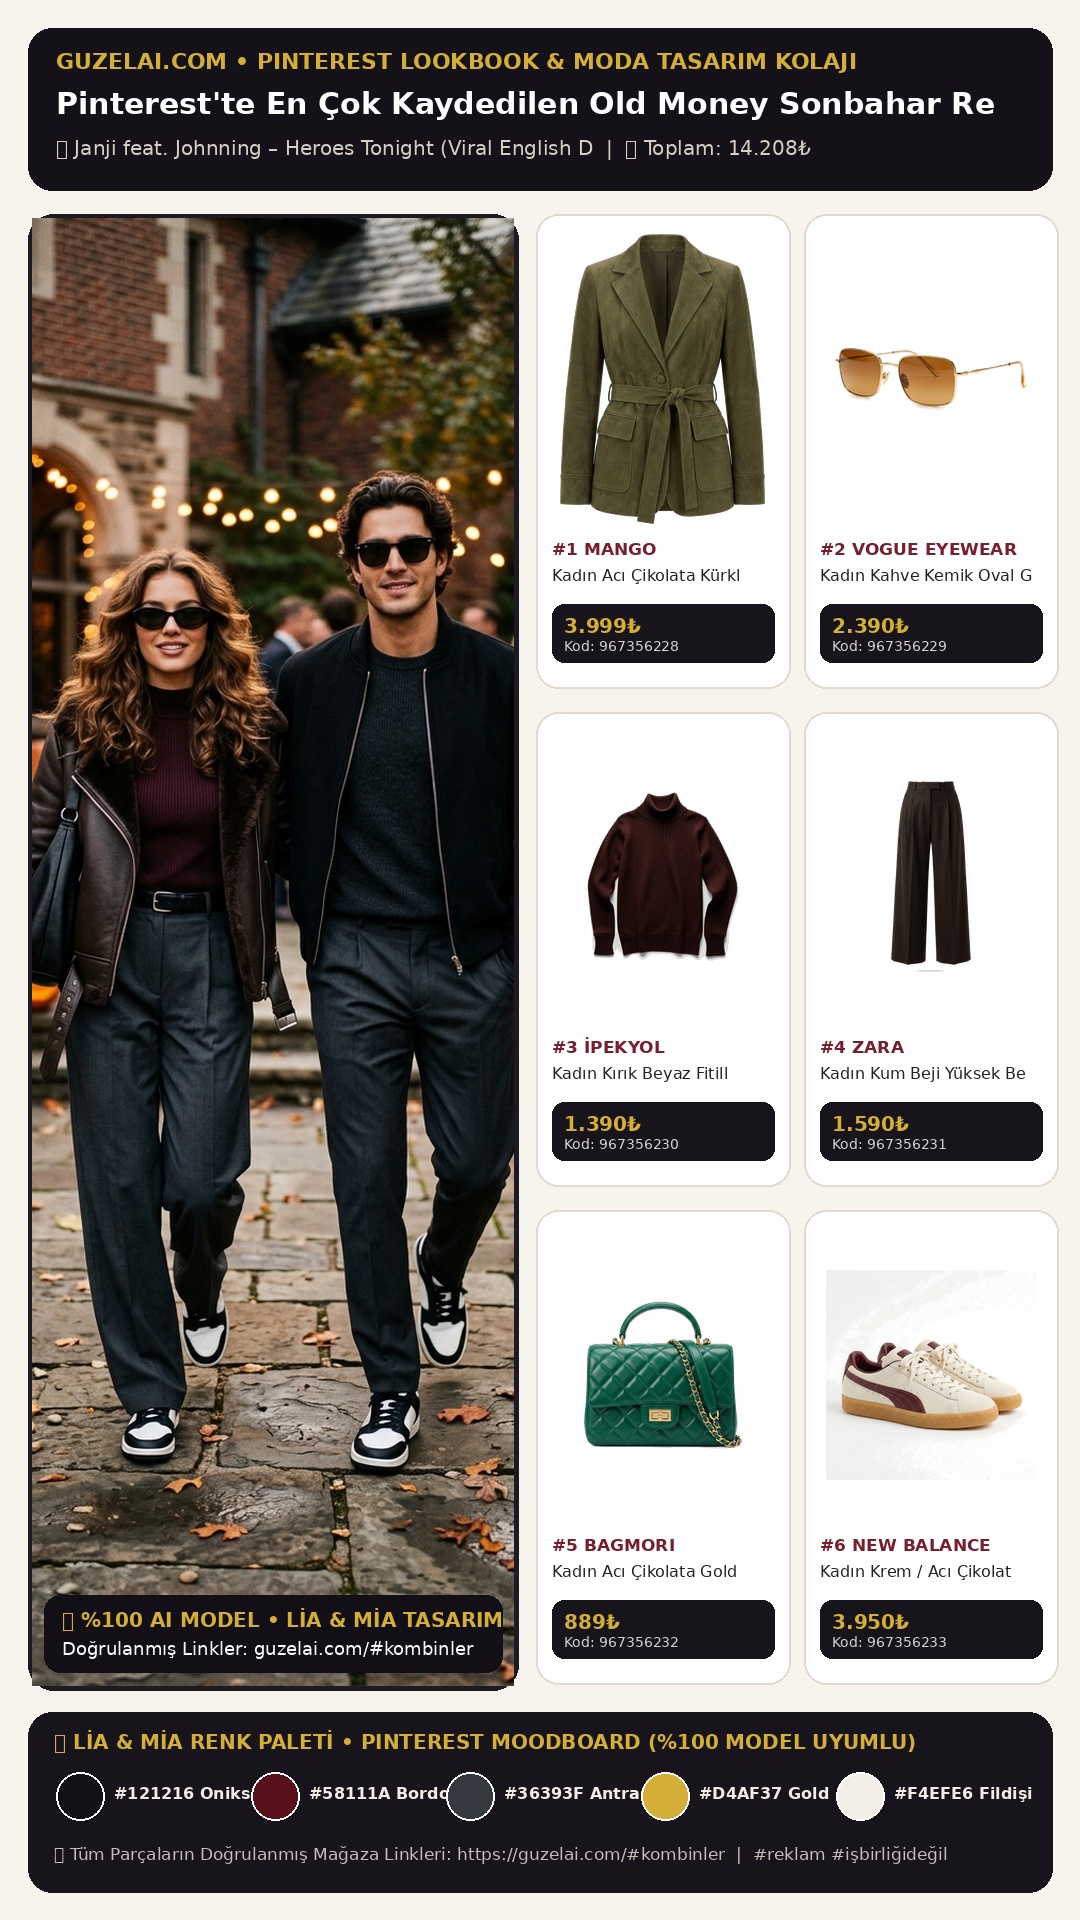 GUZELAI.COM • PINTEREST LOOKBOOK & MODA TASARIM KOLAJI
Pinterest'te En Çok Kaydedilen Old Money Sonbahar Re
Janji feat. Johnning – Heroes Tonight (Viral English D | Toplam: 14.208₺
#1 MANGO
Kadın Acı Çikolata Kürkl
3.999₺
Kod: 967356228
#2 VOGUE EYEWEAR
Kadın Kahve Kemik Oval G
2.390₺
Kod: 967356229
#3 İPEKYOL
Kadın Kırık Beyaz Fitill
1.390₺
Kod: 967356230
#4 ZARA
Kadın Kum Beji Yüksek Be
1.590₺
Kod: 967356231
#5 BAGMORI
Kadın Acı Çikolata Gold
889₺
Kod: 967356232
#6 NEW BALANCE
Kadın Krem / Acı Çikolat
3.950₺
Kod: 967356233
%100 AI MODEL • LİA & MİA TASARIM
Doğrulanmış Linkler: guzelai.com/#kombinler
LİA & MİA RENK PALETİ • PINTEREST MOODBOARD (%100 MODEL UYUMLU)
#121216 Oniks #58111A Bordo #36393F Antra #D4AF37 Gold #F4EFE6 Fildişi
Tüm Parçaların Doğrulanmış Mağaza Linkleri: https://guzelai.com/#kombinler | #reklam #işbirliğideğil